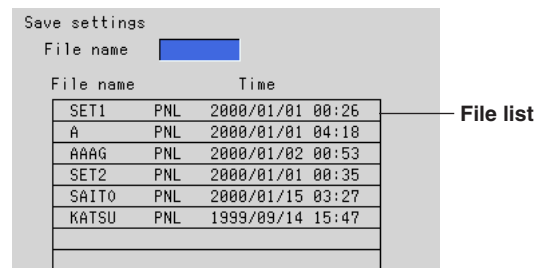 Save settings
File name
File name Time
SET1 PNL 2000/01/01 00:26
A PNL 2000/01/01 04:18
AAAG PNL 2000/01/02 00:53
SET2 PNL 2000/01/01 00:35
SAITO PNL 2000/01/15 03:27
KATSU PNL 1999/09/14 15:47
File list